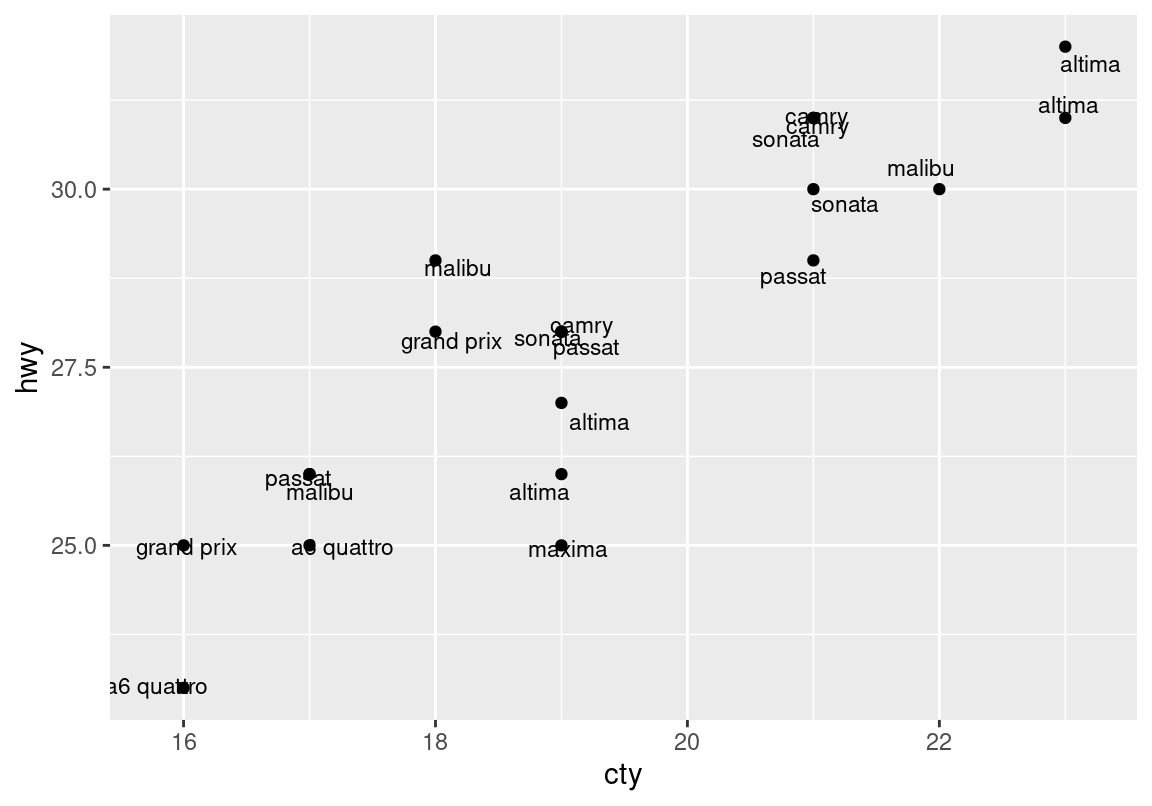 altima
altima
camry
camry
sonata
malibu
30.0
sonata
malibu
passat
camry
grand prix
sonata
passat
hwy
27.5
altima
passat
malibu
altima
25.0
grand prix
a6 quattro
maxima
a6 quattro
16
18
20
22
cty